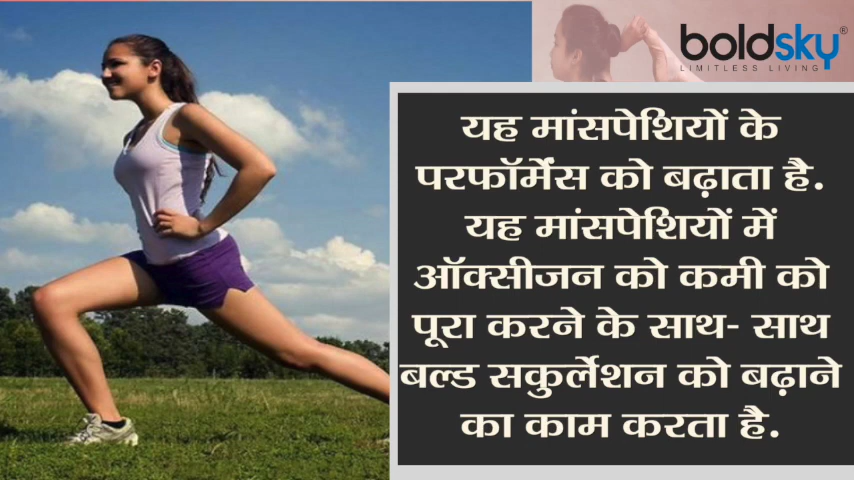 boldsky®
LIMITLESS LIVING
यह मांसपेशियों के
परफॉर्मेंस को बढ़ाता है.
यह मांसपेशियों में
ऑक्सीजन को कमी को
पूरा करने के साथ- साथ
बल्ड सकुर्लेशन को बढ़ाने
का काम करता है.